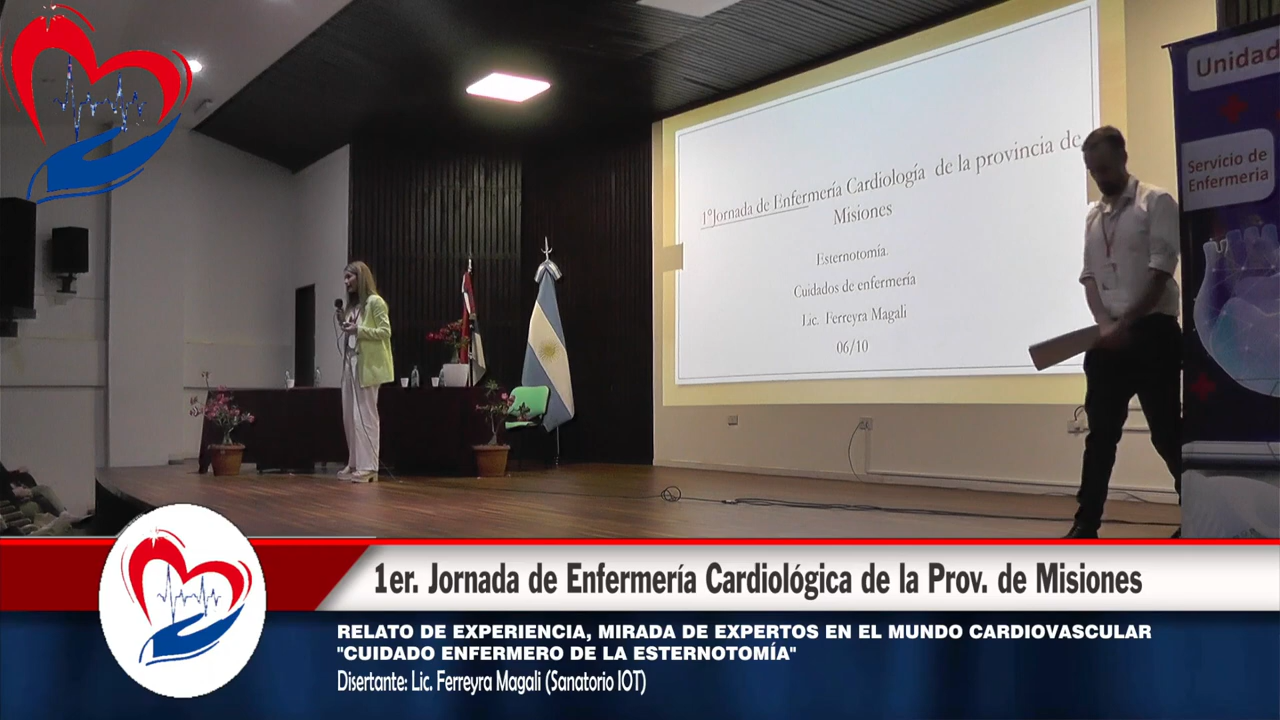 1°Jornada de Enfermería Cardiología de la provincia de
Misiones
Esternotomía.
Cuidados de enfermería
Lic. Ferreyra Magali
06/10
Unidad
Servicio de
Enfermeria
1er. Jornada de Enfermería Cardiológica de la Prov. de Misiones
RELATO DE EXPERIENCIA, MIRADA DE EXPERTOS EN EL MUNDO CARDIOVASCULAR
"CUIDADO ENFERMERO DE LA ESTERNOTOMÍA"
Disertante: Lic. Ferreyra Magali (Sanatorio IOT)